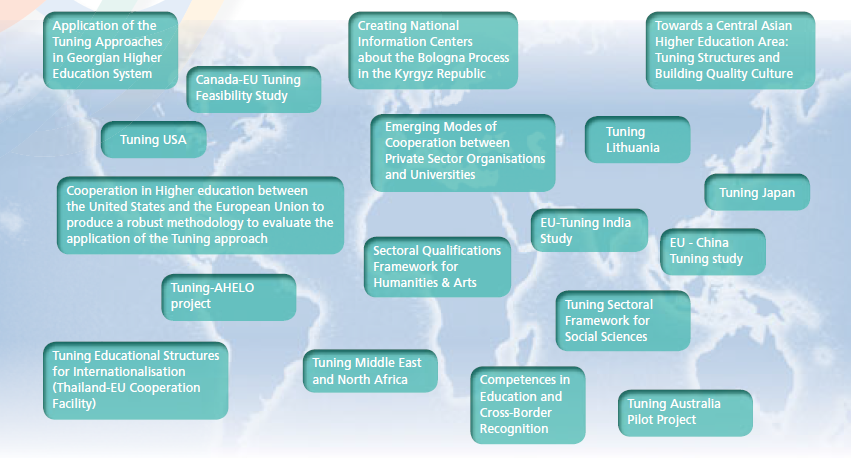 Application of the
Tuning Approaches
in Georgian Higher
Education System
Canada-EU Tuning
Feasibility Study
Creating National
Information Centers
about the Bologna Process
in the Kyrgyz Republic
Towards a Central Asian
Higher Education Area:
Tuning Structures and
Building Quality Culture
Tuning USA
Emerging Modes of
Cooperation between
Private Sector Organisations
and Universities
Tuning
Lithuania
Cooperation in Higher education between
the United States and the European Union to
produce a robust methodology to evaluate the
application of the Tuning approach
Tuning Japan
EU-Tuning India
Study
EU - China
Tuning study
Sectoral Qualifications
Framework for
Humanities & Arts
Tuning-AHELO
project
Tuning Sectoral
Framework for
Social Sciences
Tuning Educational Structures
for Internationalisation
(Thailand-EU Cooperation
Facility)
Tuning Middle East
and North Africa
Competences in
Education and
Cross-Border
Recognition
Tuning Australia
Pilot Project